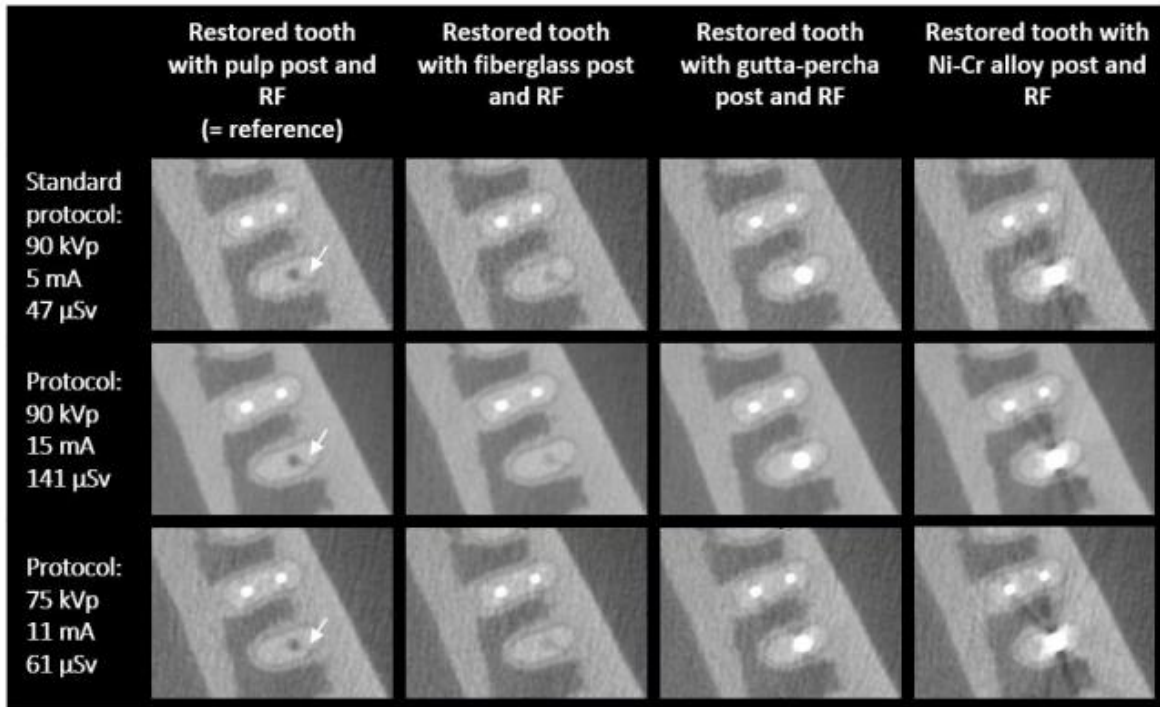 Restored tooth
with pulp post and
RF
(= reference)
Restored tooth
with fiberglass post
and RF
Restored tooth
with gutta-percha
post and RF
Restored tooth with
Ni-Cr alloy post and
RF
Standard
protocol:
90 kVp
5 mA
47 µSv
Protocol:
90 kVp
15 mA
141 µSv
Protocol:
75 kVp
11 mA
61 µSv